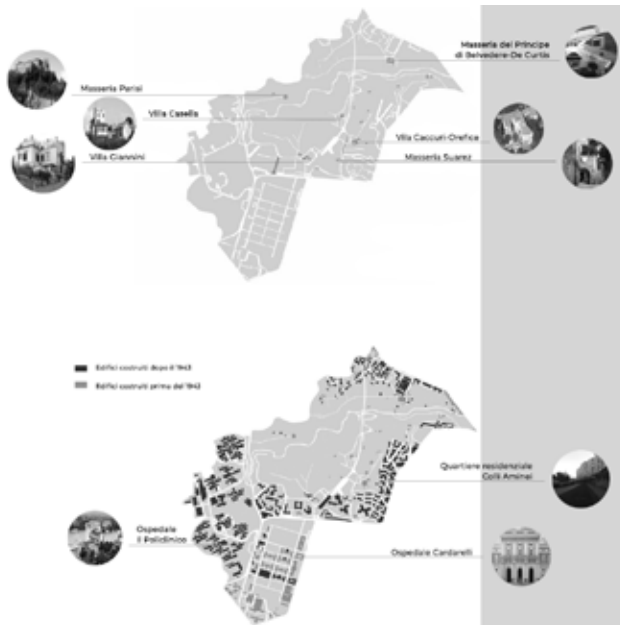 Masseria del Principe
di Belvedere-De Curtis
Masseria Parisi
Villa Casella
Villa Caccuri-Orefice
Villa Giannini
Masseria Suarez
Edifici costruiti dopo il 1943
Edifici costruiti prima del 1943
Quartiere residenziale
Colli Aminei
Ospedale
Il Policlinico
Ospedale Cardarelli